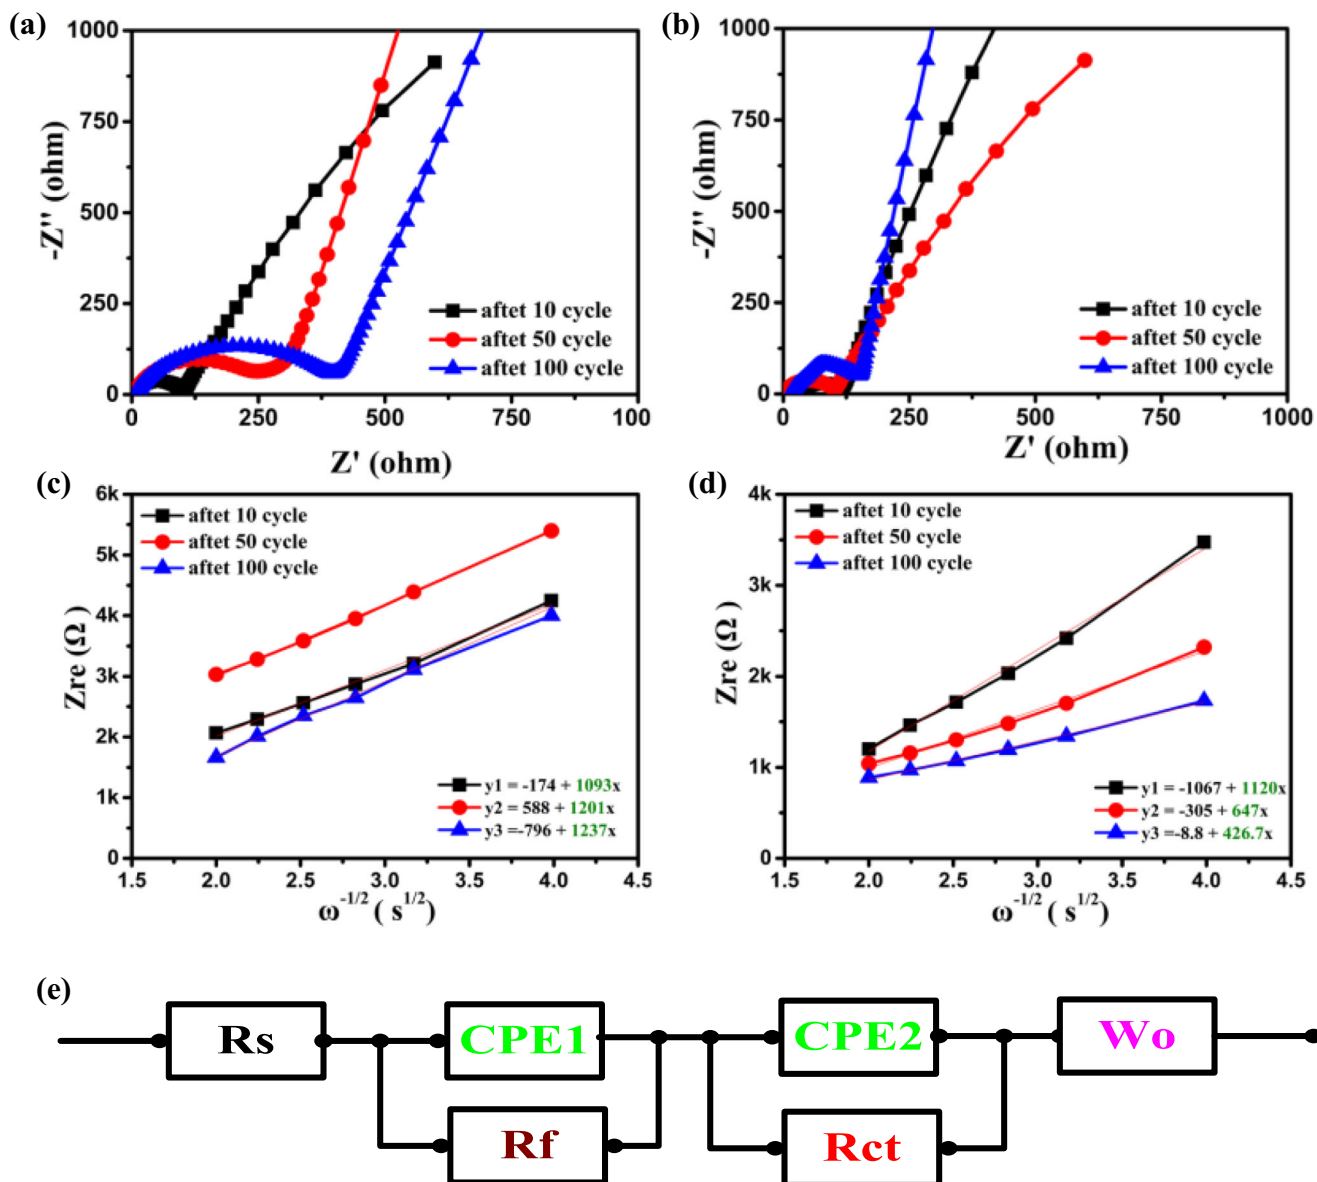 (a)
1000
750
500
250
0
-Z'' (ohm)
aftet 10 cycle
aftet 50 cycle
aftet 100 cycle
0 250 500 750 100
Z' (ohm)
(b)
1000
750
500
250
0
-Z'' (ohm)
aftet 10 cycle
aftet 50 cycle
aftet 100 cycle
0 250 500 750 1000
Z' (ohm)
(c)
6k
5k
4k
3k
2k
1k
0
Zre (Ω)
aftet 10 cycle
aftet 50 cycle
aftet 100 cycle
y1 = -174 + 1093x
y2 = 588 + 1201x
y3 =-796 + 1237x
1.5 2.0 2.5 3.0 3.5 4.0 4.5
ω-1/2 ( s1/2)
(d)
4k
3k
2k
1k
0
Zre (Ω)
aftet 10 cycle
aftet 50 cycle
aftet 100 cycle
y1 = -1067 + 1120x
y2 = -305 + 647x
y3 =-8.8 + 426.7x
1.5 2.0 2.5 3.0 3.5 4.0 4.5
ω-1/2 ( s1/2)
(e)
Rs CPE1 CPE2 Wo
Rf Rct